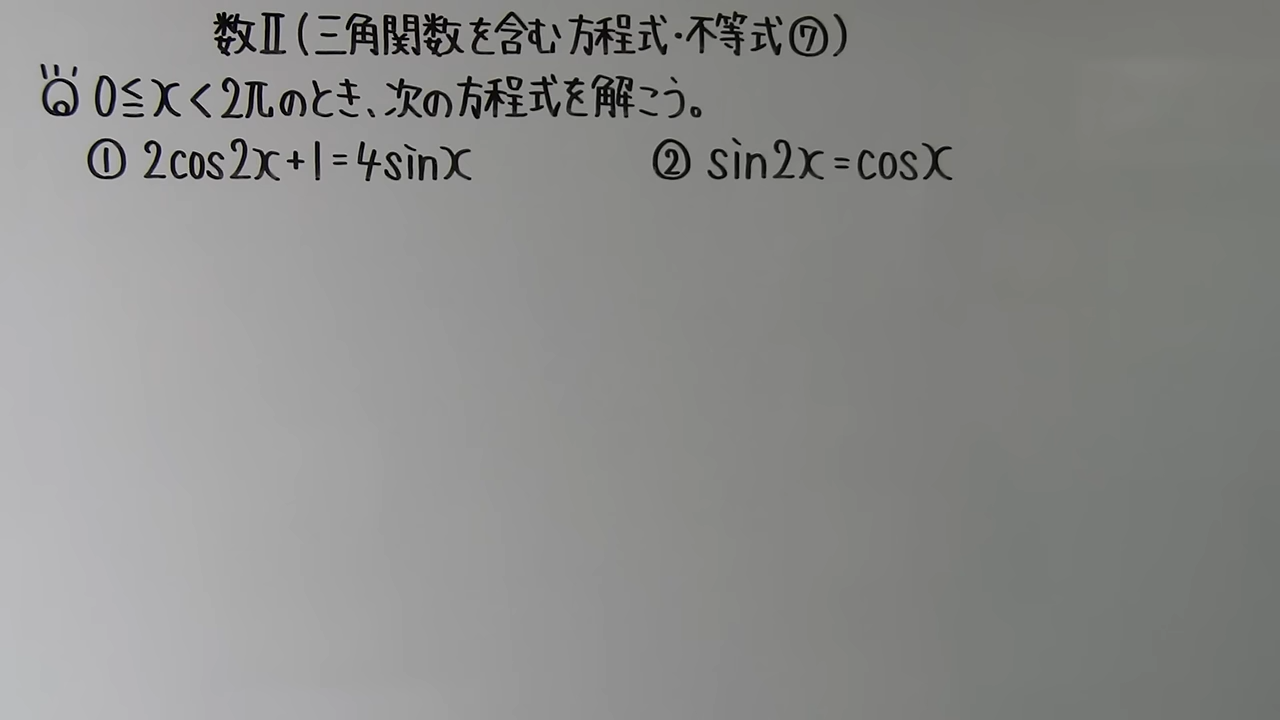 数Ⅱ(三角関数を含む方程式・不等式⑦)
0≦x<2πのとき、次の方程式を解こう。
① 2cos2x+1=4sinx ② sin2x=cosx